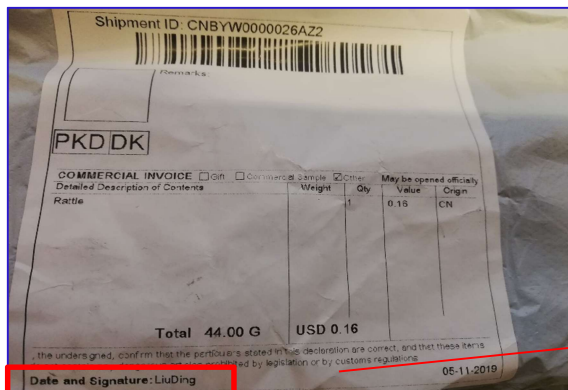 Shipment ID: CNBYW0000026AZ2
Remarks:
PKD DK
COMMERCIAL INVOICE Gift Commercial Sample Other May be opened officially
Detailed Description of Contents Weight Qty Value Origin
Rattle 1 0.16 CN
Total 44.00 G USD 0.16
, the undersigned, confirm that the particulars stated in this declaration are correct, and that these items
prohibited by legislation or by customs regulations
05-11-2019
Date and Signature: LiuDing